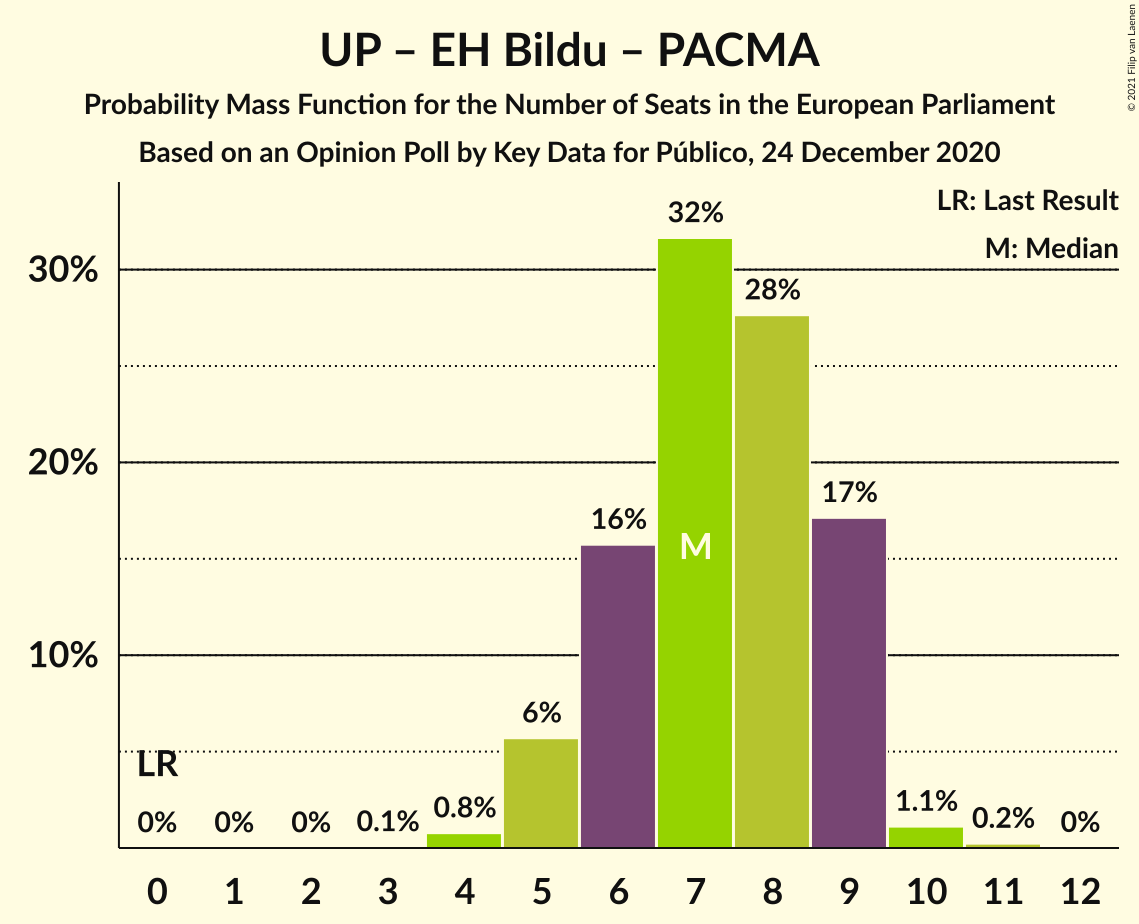 UP – EH Bildu – PACMA
Probability Mass Function for the Number of Seats in the European Parliament
Based on an Opinion Poll by Key Data for Público, 24 December 2020
© 2021 Filip van Laenen
LR: Last Result
M: Median
30%
20%
10%
LR
0%
0%
0%
0.1%
0.8%
6%
16%
32%
M
28%
17%
1.1%
0.2%
0%
0 1 2 3 4 5 6 7 8 9 10 11 12